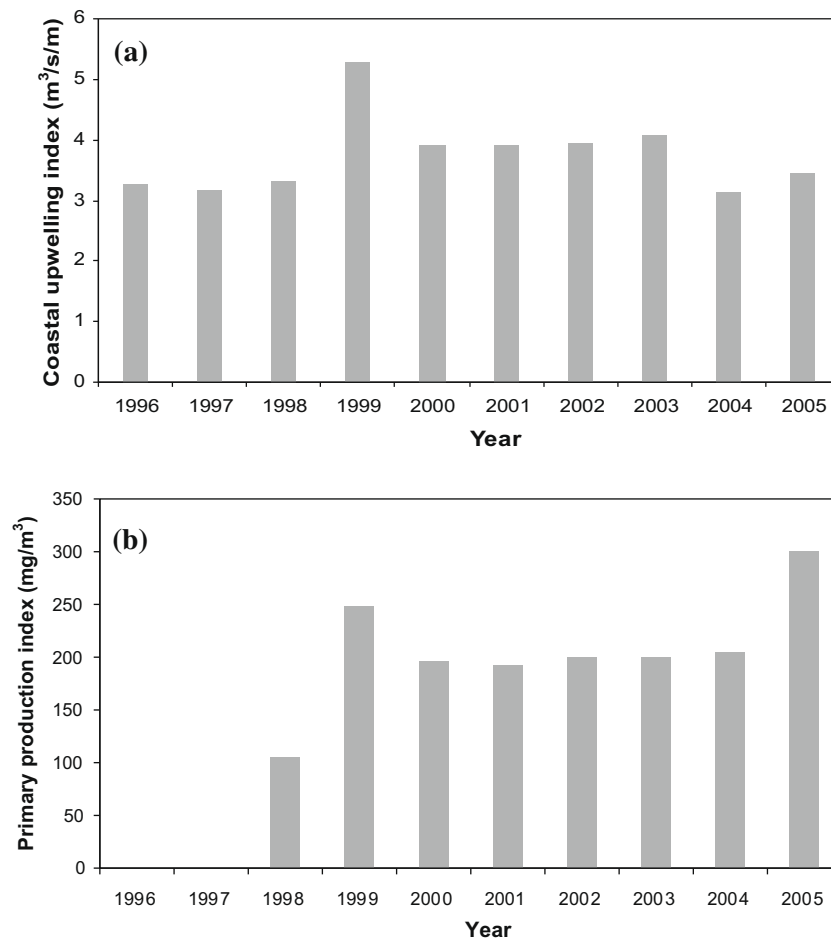 (a)
Coastal upwelling index (m³/s/m)
6
5
4
3
2
1
0
1996 1997 1998 1999 2000 2001 2002 2003 2004 2005
Year
(b)
Primary production index (mg/m³)
350
300
250
200
150
100
50
0
1996 1997 1998 1999 2000 2001 2002 2003 2004 2005
Year